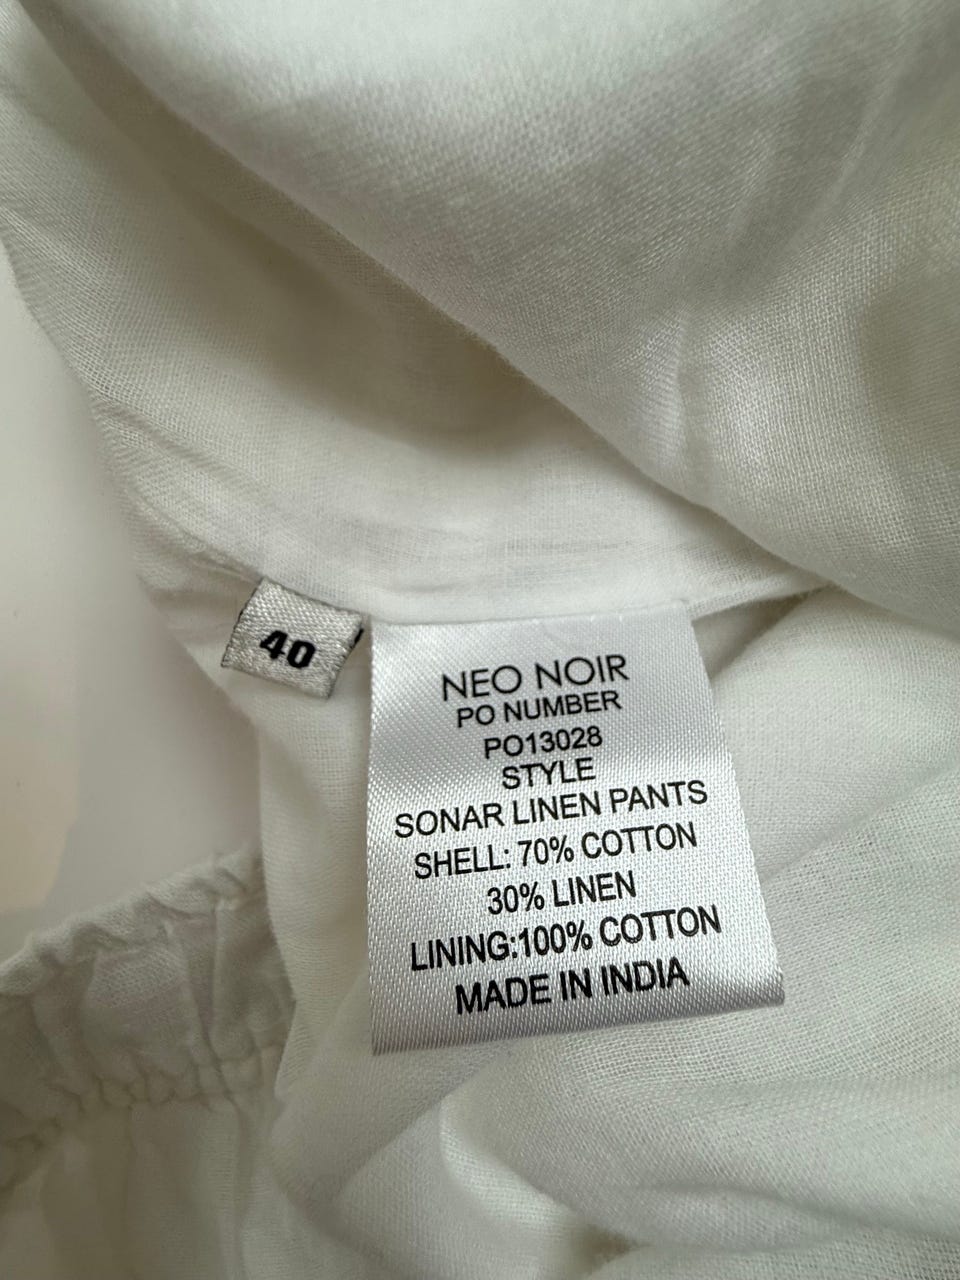 40
NEO NOIR
PO NUMBER
PO13028
STYLE
SONAR LINEN PANTS
SHELL: 70% COTTON
30% LINEN
LINING:100% COTTON
MADE IN INDIA